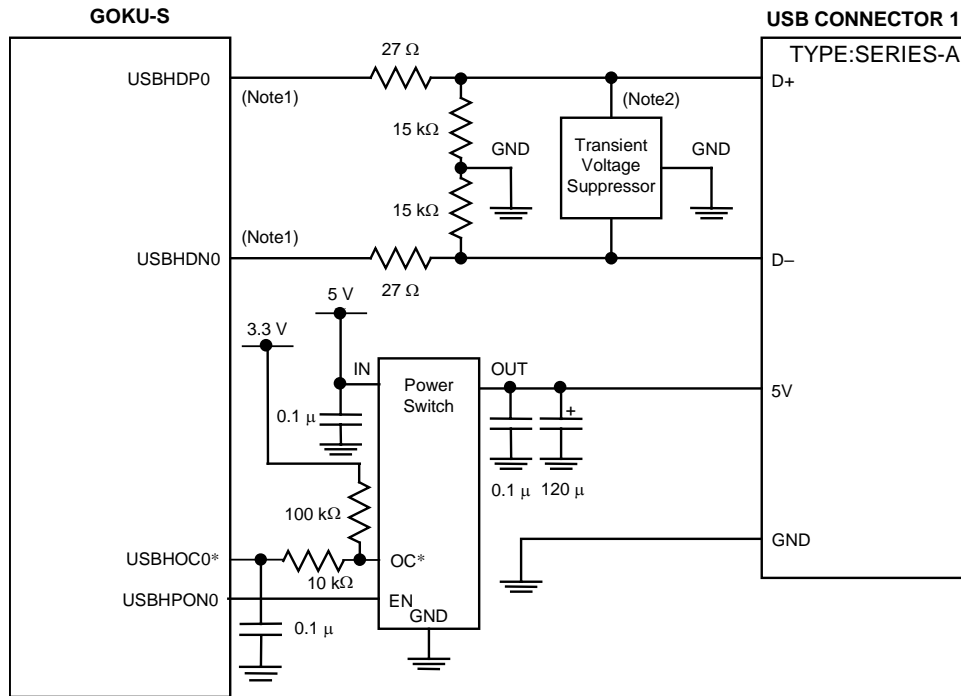 GOKU-S
USB CONNECTOR 1
TYPE:SERIES-A
27 Ω
USBHDP0
(Note1)
(Note2)
D+
15 kΩ
GND
Transient
Voltage
Suppressor
GND
15 kΩ
(Note1)
USBHDN0
D–
27 Ω
5 V
3.3 V
IN
OUT
Power
Switch
5V
0.1 μ
+
0.1 μ
120 μ
100 kΩ
GND
USBHOC0*
OC*
10 kΩ
USBHPON0
EN
GND
0.1 μ